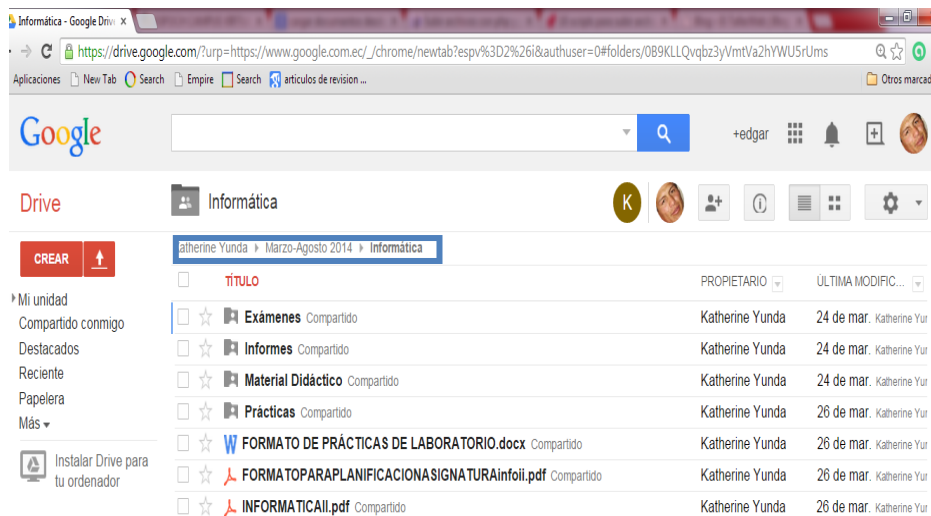 Informática - Google Drive ×
https://drive.google.com/?urp=https://www.google.com.ec/_/chrome/newtab?espv%3D2%26i&authuser=0#folders/0B9KLLQvqbz3yVmtVa2hYWU5rUms
Aplicaciones New Tab Search Empire Search articulos de revision ... Otros marcad
Google +edgar
Drive Informática K
CREAR
atherine Yunda Marzo-Agosto 2014 Informática
TÍTULO PROPIETARIO ÚLTIMA MODIFIC...
Mi unidad
Compartido conmigo
Destacados
Reciente
Papelera
Más
Instalar Drive para
tu ordenador
Exámenes Compartido Katherine Yunda 24 de mar. Katherine Yur
Informes Compartido Katherine Yunda 24 de mar. Katherine Yur
Material Didáctico Compartido Katherine Yunda 24 de mar. Katherine Yur
Prácticas Compartido Katherine Yunda 26 de mar. Katherine Yur
W FORMATO DE PRÁCTICAS DE LABORATORIO.docx Compartido Katherine Yunda 26 de mar. Katherine Yur
FORMATOPARAPLANIFICACIONASIGNATURAinfoii.pdf Compartido Katherine Yunda 26 de mar. Katherine Yur
INFORMATICAII.pdf Compartido Katherine Yunda 26 de mar. Katherine Yur